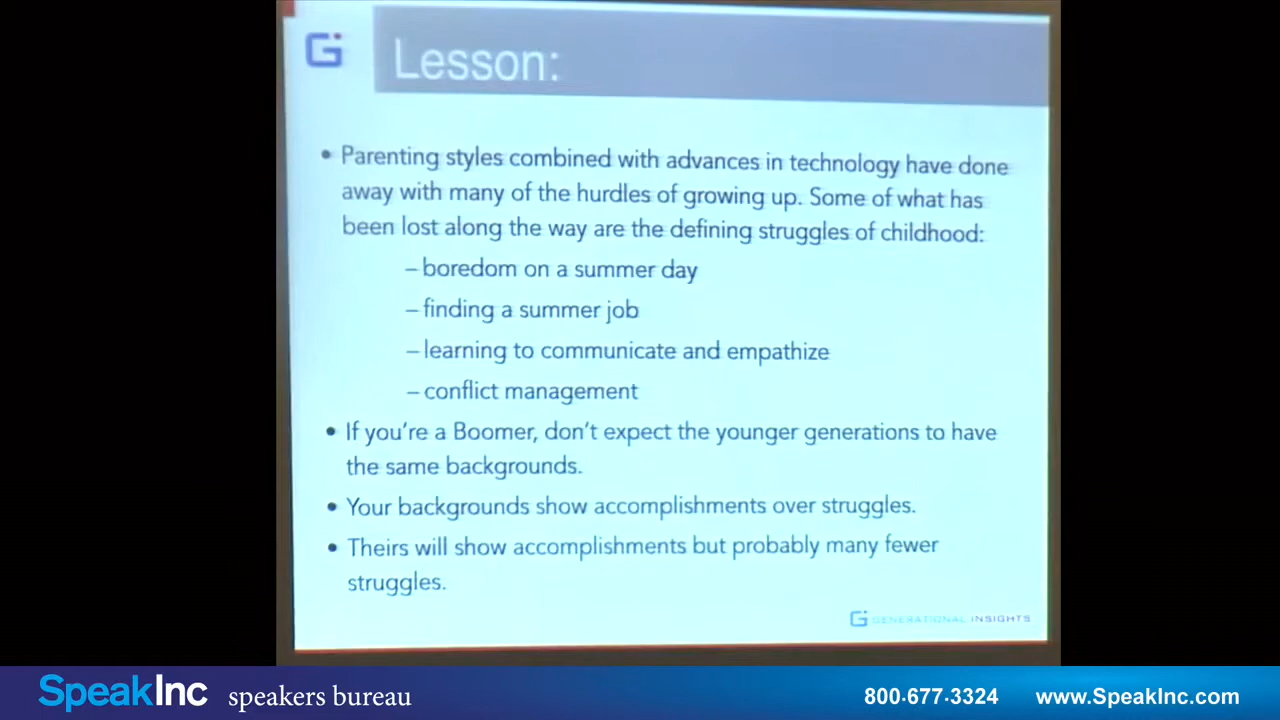 Gi
Lesson:
• Parenting styles combined with advances in technology have done
away with many of the hurdles of growing up. Some of what has
been lost along the way are the defining struggles of childhood:
– boredom on a summer day
– finding a summer job
– learning to communicate and empathize
– conflict management
• If you're a Boomer, don't expect the younger generations to have
the same backgrounds.
• Your backgrounds show accomplishments over struggles.
• Theirs will show accomplishments but probably many fewer
struggles.
Gi GENERATIONAL INSIGHTS
SpeakInc speakers bureau 800·677·3324 www.SpeakInc.com